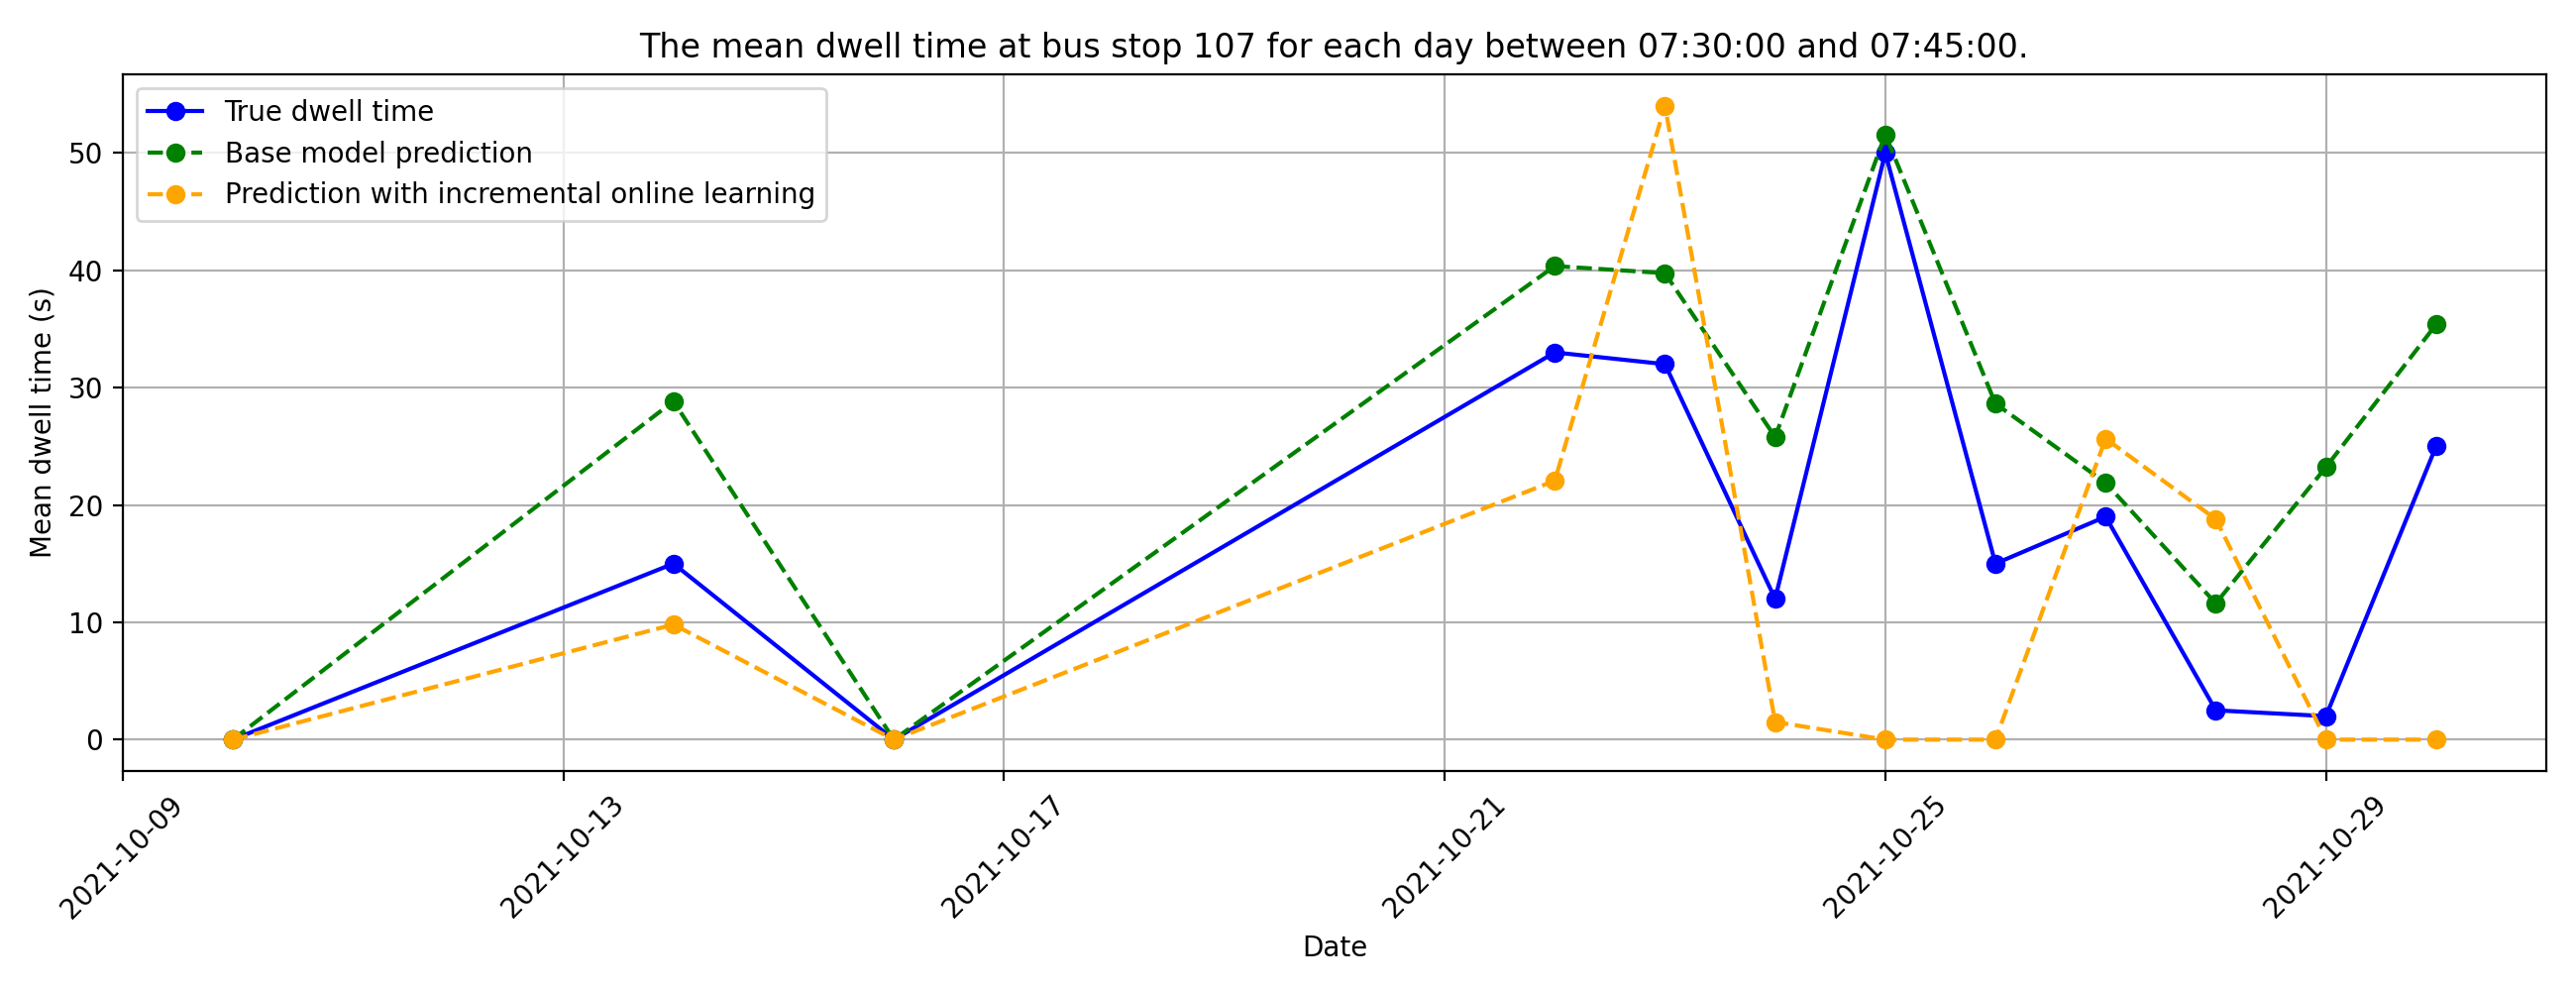 The mean dwell time at bus stop 107 for each day between 07:30:00 and 07:45:00.
True dwell time
Base model prediction
Prediction with incremental online learning
Mean dwell time (s)
50
40
30
20
10
0
2021-10-09
2021-10-13
2021-10-17
2021-10-21
2021-10-25
2021-10-29
Date